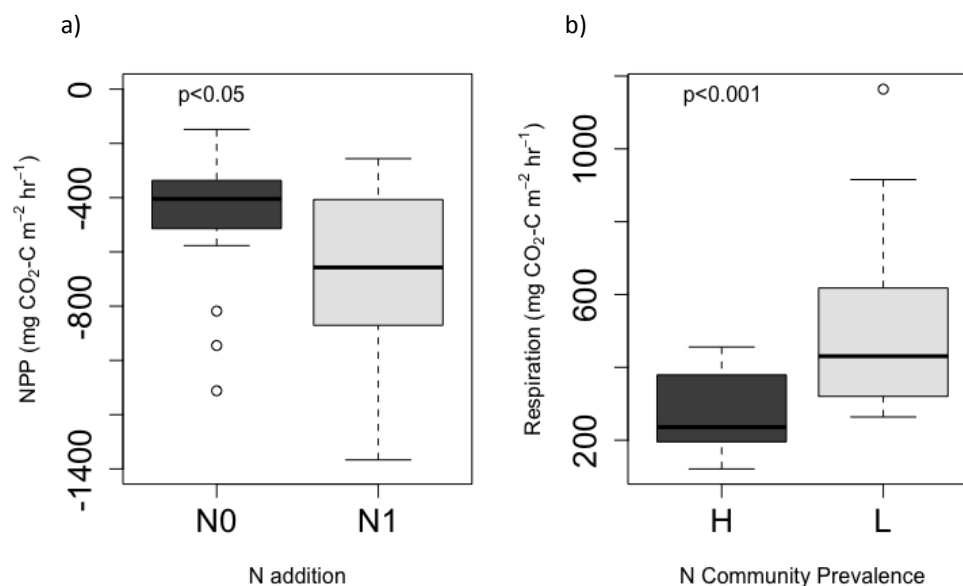 a)
NPP (mg CO₂-C m⁻² hr⁻¹)
0
-400
-800
-1400
p<0.05
N0 N1
N addition
b)
Respiration (mg CO₂-C m⁻² hr⁻¹)
1000
600
200
p<0.001
H L
N Community Prevalence